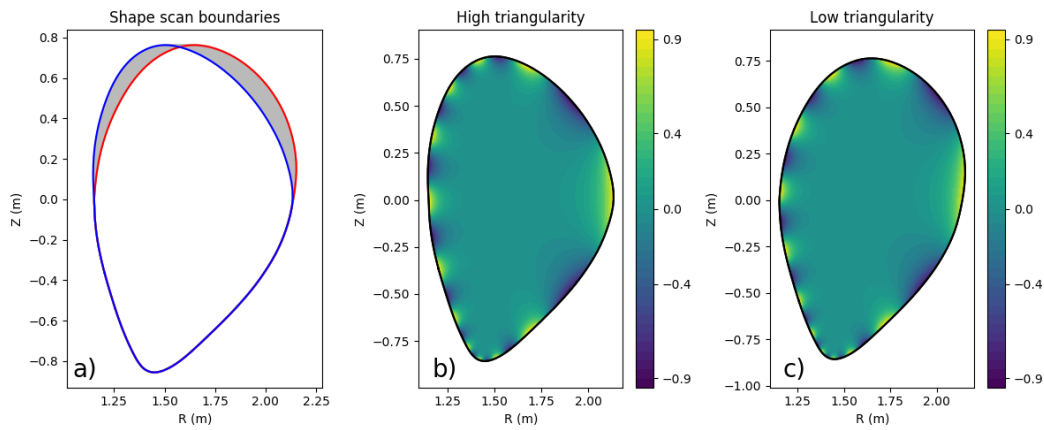 Shape scan boundaries
0.8
0.6
0.4
0.2
0.0
−0.2
−0.4
−0.6
−0.8
Z (m)
a)
1.25 1.50 1.75 2.00 2.25
R (m)
High triangularity
0.75
0.50
0.25
0.00
−0.25
−0.50
−0.75
Z (m)
b)
1.25 1.50 1.75 2.00
R (m)
0.9
0.4
0.0
−0.4
−0.9
Low triangularity
0.75
0.50
0.25
0.00
−0.25
−0.50
−0.75
−1.00
Z (m)
c)
1.25 1.50 1.75 2.00
R (m)
0.9
0.4
0.0
−0.4
−0.9